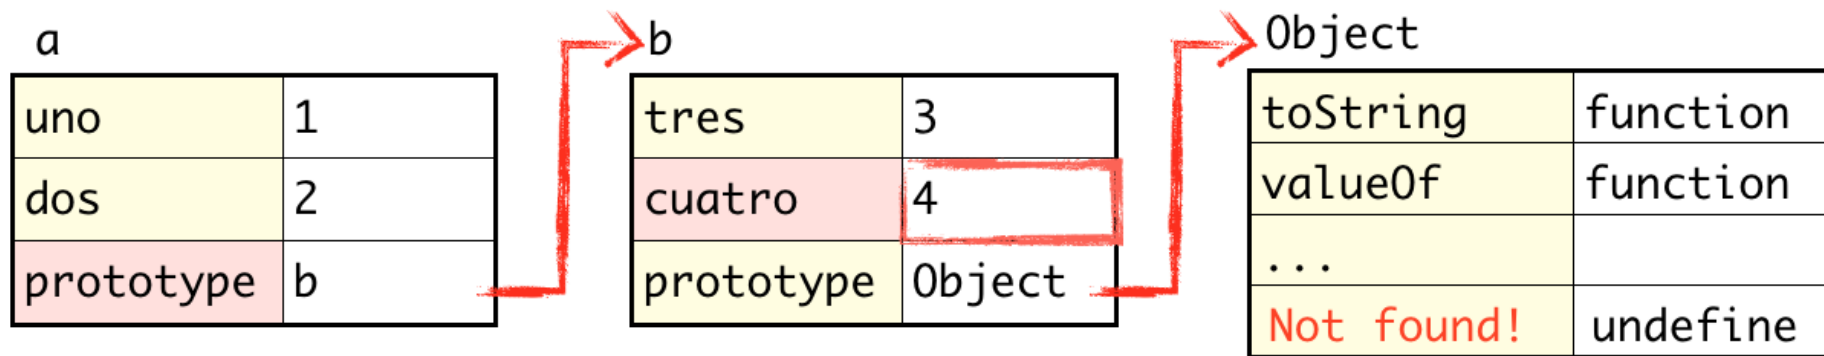 a
uno 1
dos 2
prototype b
b
tres 3
cuatro 4
prototype Object
Object
toString function
valueOf function
...
Not found! undefine